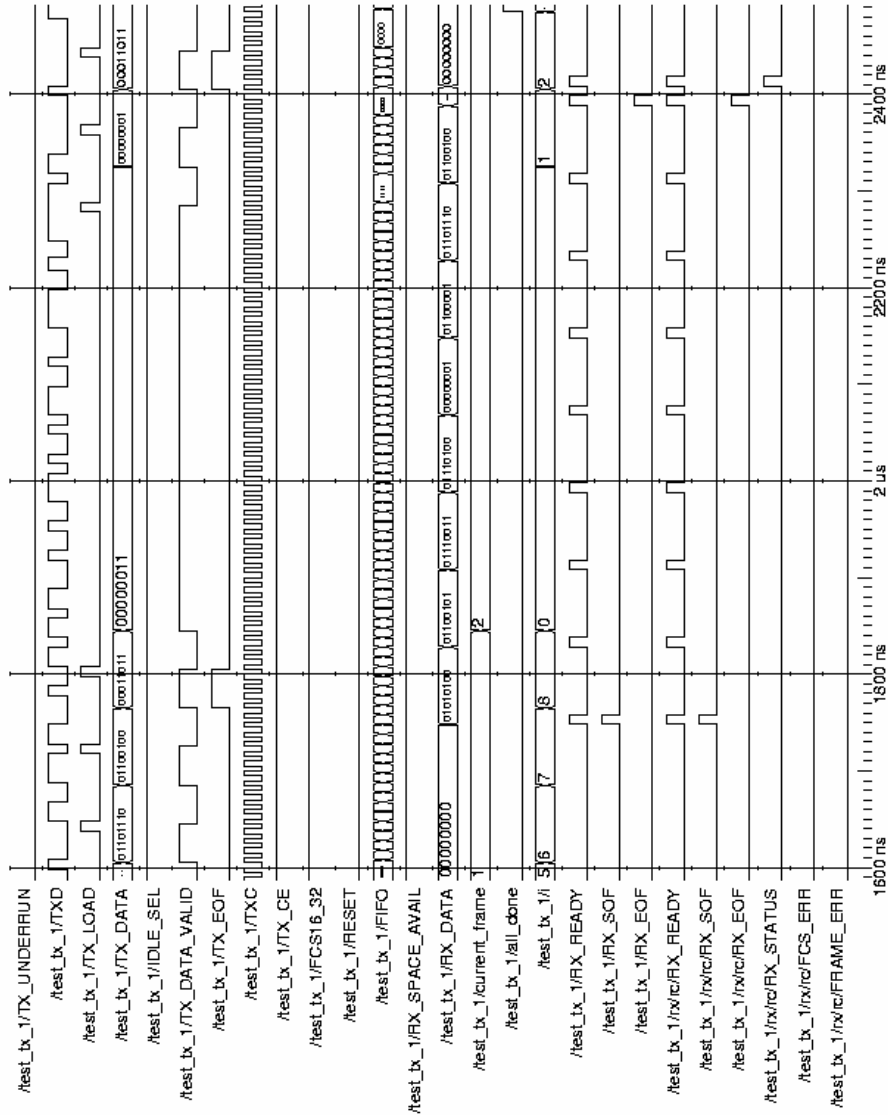 /test_tx_1/TX_UNDERRUN
/test_tx_1/TXD
/test_tx_1/TX_LOAD
/test_tx_1/TX_DATA 01101110 01100100 00011011 00000011 00000001 00011011
/test_tx_1/IDLE_SEL
/test_tx_1/TX_DATA_VALID
/test_tx_1/TX_EOF
/test_tx_1/TXC
/test_tx_1/TX_CE
/test_tx_1/FCS16_32
/test_tx_1/RESET
/test_tx_1/FIFO
/test_tx_1/RX_SPACE_AVAIL
/test_tx_1/RX_DATA 00000000 01010100 01100101 01110011 01110100 00000001 01100001 01101110 01100100 00000000
/test_tx_1/current_frame 1 2
/test_tx_1/all_done
/test_tx_1/i 5 6 7 8 0 1 2
/test_tx_1/RX_READY
/test_tx_1/RX_SOF
/test_tx_1/RX_EOF
/test_tx_1/rx/rc/RX_READY
/test_tx_1/rx/rc/RX_SOF
/test_tx_1/rx/rc/RX_EOF
/test_tx_1/rx/rc/RX_STATUS
/test_tx_1/rx/rc/FCS_ERR
/test_tx_1/rx/rc/FRAME_ERR
1600 ns 1800 ns 2 us 2200 ns 2400 ns